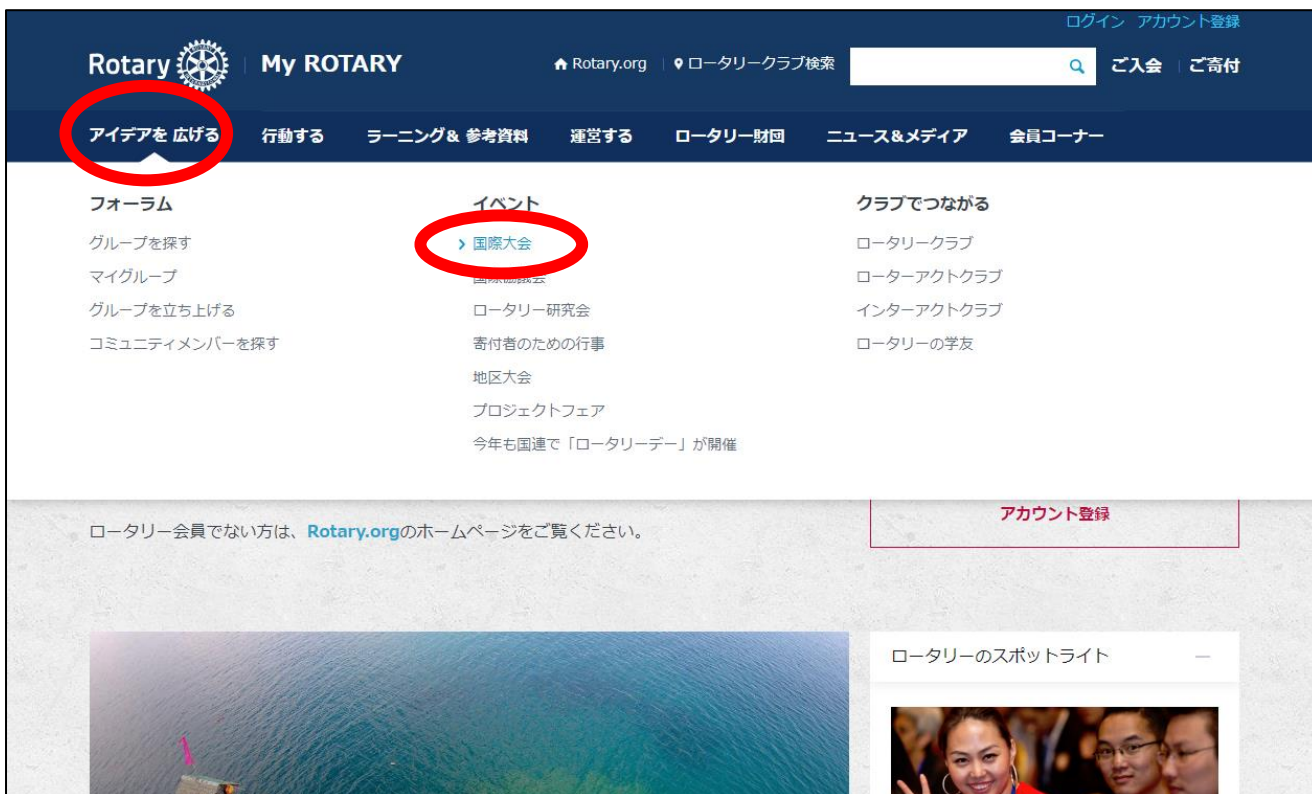 ログイン アカウント登録
Rotary My ROTARY Rotary.org ロータリークラブ検索 ご入会 ご寄付
アイデアを 広げる 行動する ラーニング& 参考資料 運営する ロータリー財団 ニュース&メディア 会員コーナー
フォーラム
グループを探す
マイグループ
グループを立ち上げる
コミュニティメンバーを探す
イベント
国際大会
国際協議会
ロータリー研究会
寄付者のための行事
地区大会
プロジェクトフェア
今年も国連で「ロータリーデー」が開催
クラブでつながる
ロータリークラブ
ローターアクトクラブ
インターアクトクラブ
ロータリーの学友
アカウント登録
ロータリー会員でない方は、Rotary.orgのホームページをご覧ください。
ロータリーのスポットライト